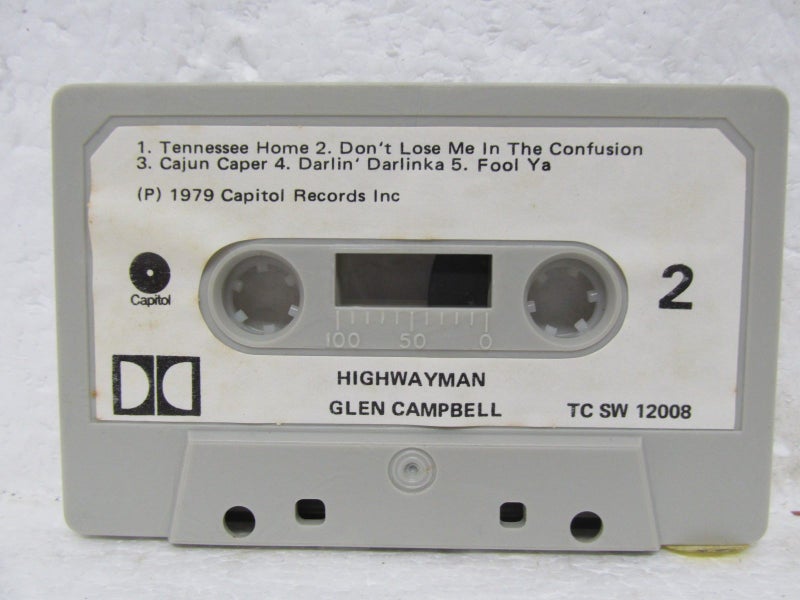 1. Tennessee Home 2. Don't Lose Me In The Confusion
3. Cajun Caper 4. Darlin' Darlinka 5. Fool Ya
(P) 1979 Capitol Records Inc
Capitol
2
100 50 0
HIGHWAYMAN
GLEN CAMPBELL TC SW 12008